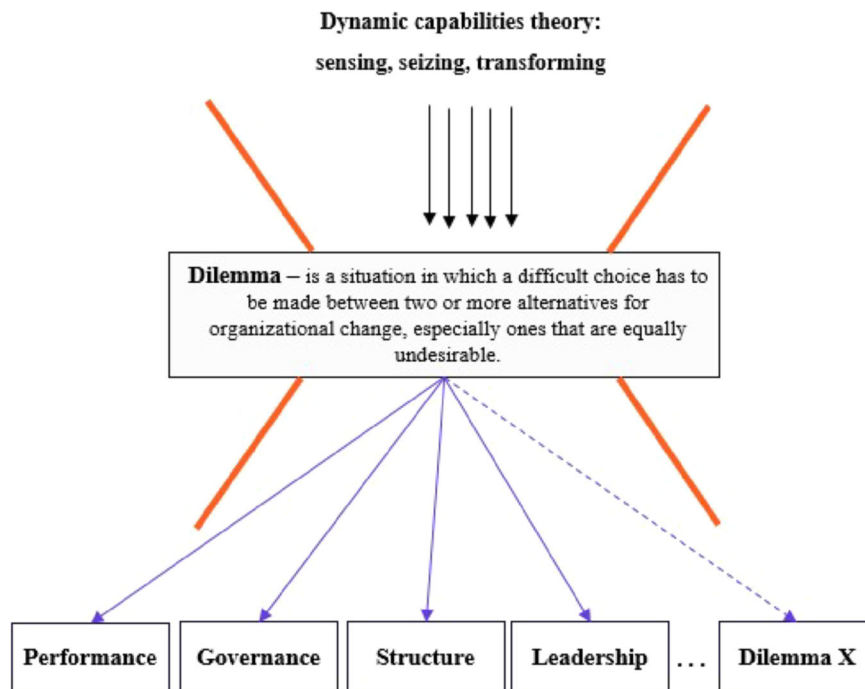 Dynamic capabilities theory:
sensing, seizing, transforming
Dilemma – is a situation in which a difficult choice has to
be made between two or more alternatives for
organizational change, especially ones that are equally
undesirable.
Performance Governance Structure Leadership ... Dilemma X